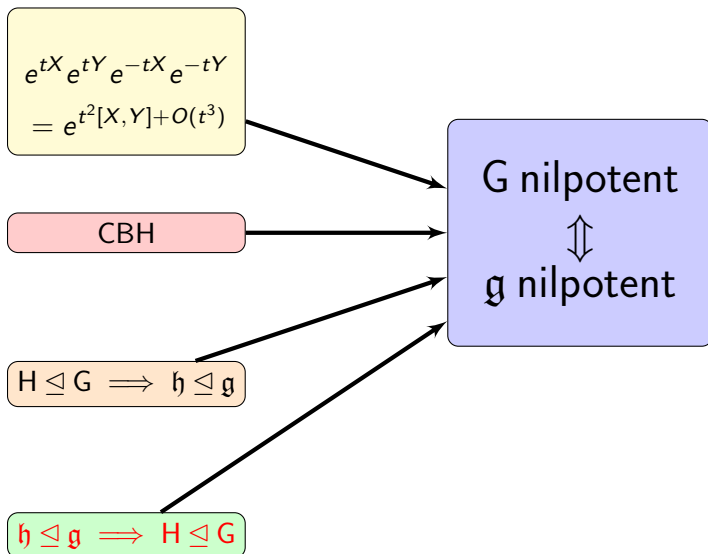 e^{tX} e^{tY} e^{-tX} e^{-tY}
= e^{t^2[X,Y]+O(t^3)}
CBH
H ⊴ G ⟹ 𝔥 ⊴ 𝔤
𝔥 ⊴ 𝔤 ⟹ H ⊴ G
G nilpotent
⇕
𝔤 nilpotent